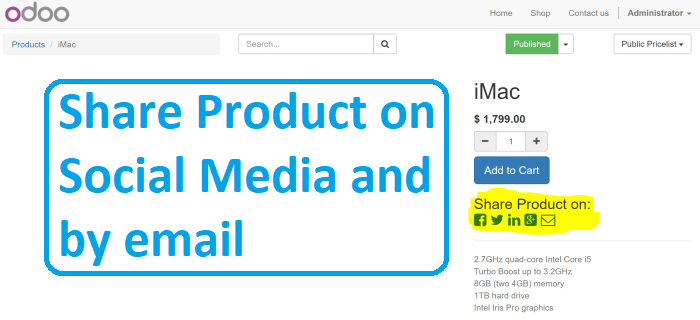 odoo
Home Shop Contact us Administrator
Products / iMac
Search...
Published
Public Pricelist
Share Product on
Social Media and
by email
iMac
$ 1,799.00
− 1 +
Add to Cart
Share Product on:
2.7GHz quad-core Intel Core i5
Turbo Boost up to 3.2GHz
8GB (two 4GB) memory
1TB hard drive
Intel Iris Pro graphics